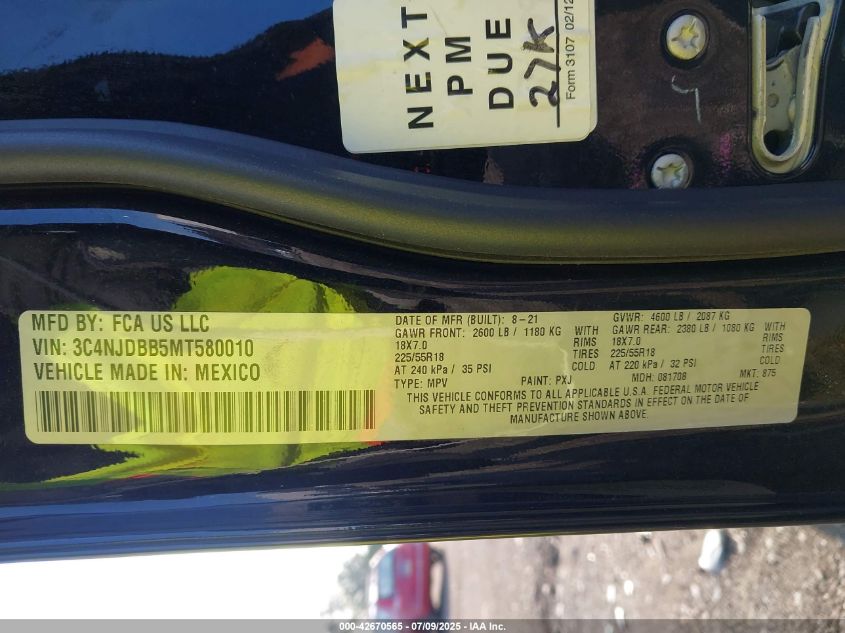 NEXT
PM
DUE
27K
Form 3107 02/12
MFD BY: FCA US LLC
VIN: 3C4NJDBB5MT580010
VEHICLE MADE IN: MEXICO
DATE OF MFR (BUILT): 8-21
GVWR: 4600 LB / 2087 KG
GAWR FRONT: 2600 LB / 1180 KG WITH
GAWR REAR: 2380 LB / 1080 KG WITH
18X7.0 RIMS
18X7.0 RIMS
225/55R18 TIRES
225/55R18 TIRES
AT 240 kPa / 35 PSI COLD
AT 220 kPa / 32 PSI COLD
TYPE: MPV PAINT: PXJ MDH: 081708 MKT: 875
THIS VEHICLE CONFORMS TO ALL APPLICABLE U.S.A. FEDERAL MOTOR VEHICLE
SAFETY AND THEFT PREVENTION STANDARDS IN EFFECT ON THE DATE OF
MANUFACTURE SHOWN ABOVE.
000-42670565 - 07/09/2025 - IAA Inc.